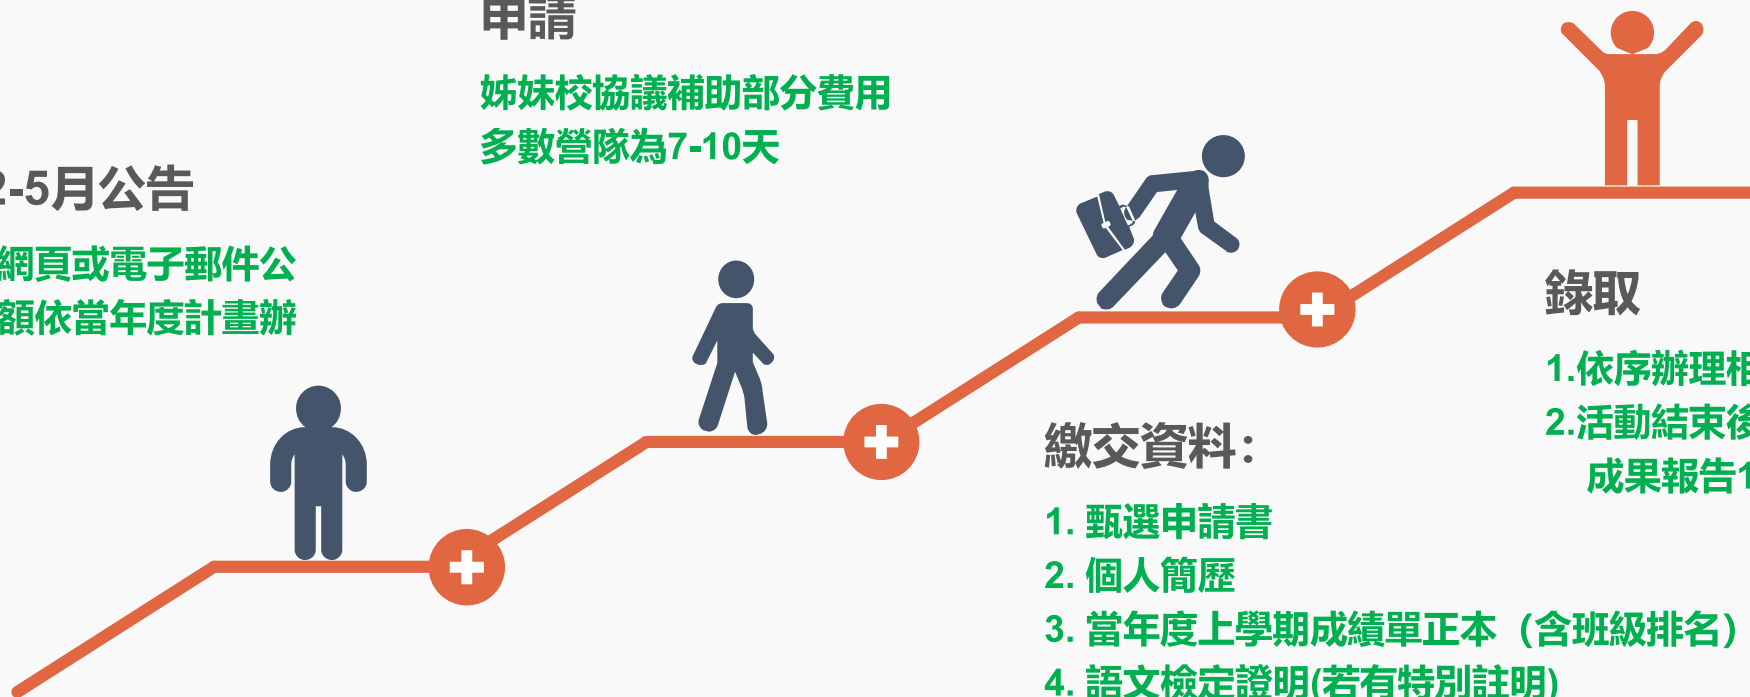 申請
姊妹校協議補助部分費用
多數營隊為7-10天
2-5月公告
網頁或電子郵件公
額依當年度計畫辦
繳交資料：
1. 甄選申請書
2. 個人簡歷
3. 當年度上學期成績單正本（含班級排名）
4. 語文檢定證明(若有特別註明)
錄取
1.依序辦理相
2.活動結束後
成果報告1